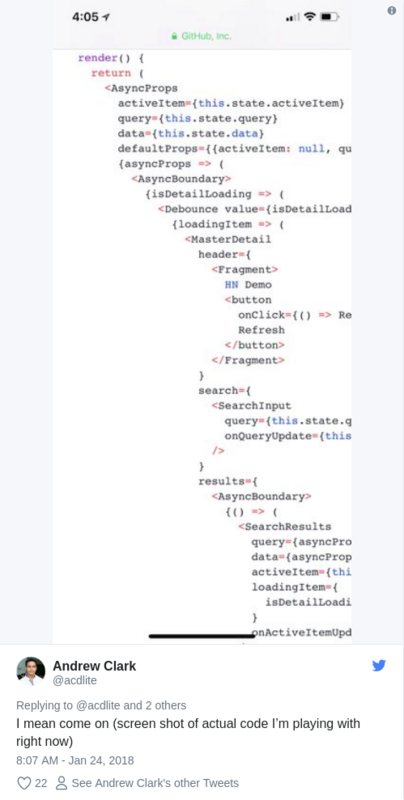 4:05
GitHub, Inc.
render() {
return (
<AsyncProps
activeItem={this.state.activeItem}
query={this.state.query}
data={this.state.data}
defaultProps={{activeItem: null, qu
{asyncProps => (
<AsyncBoundary>
{isDetailLoading => (
<Debounce value={isDetailLoad
{loadingItem => (
<MasterDetail
header={
<Fragment>
HN Demo
<button
onClick={() => Re
Refresh
</button>
</Fragment>
}
search={
<SearchInput
query={this.state.q
onQueryUpdate={this
/>
}
results={
<AsyncBoundary>
{() => (
<SearchResults
query={asyncPro
data={asyncProp
activeItem={thi
loadingItem={
isDetailLoadi
}
onActiveItemUpd
Andrew Clark
@acdlite
Replying to @acdlite and 2 others
I mean come on (screen shot of actual code I'm playing with
right now)
8:07 AM - Jan 24, 2018
22 See Andrew Clark's other Tweets